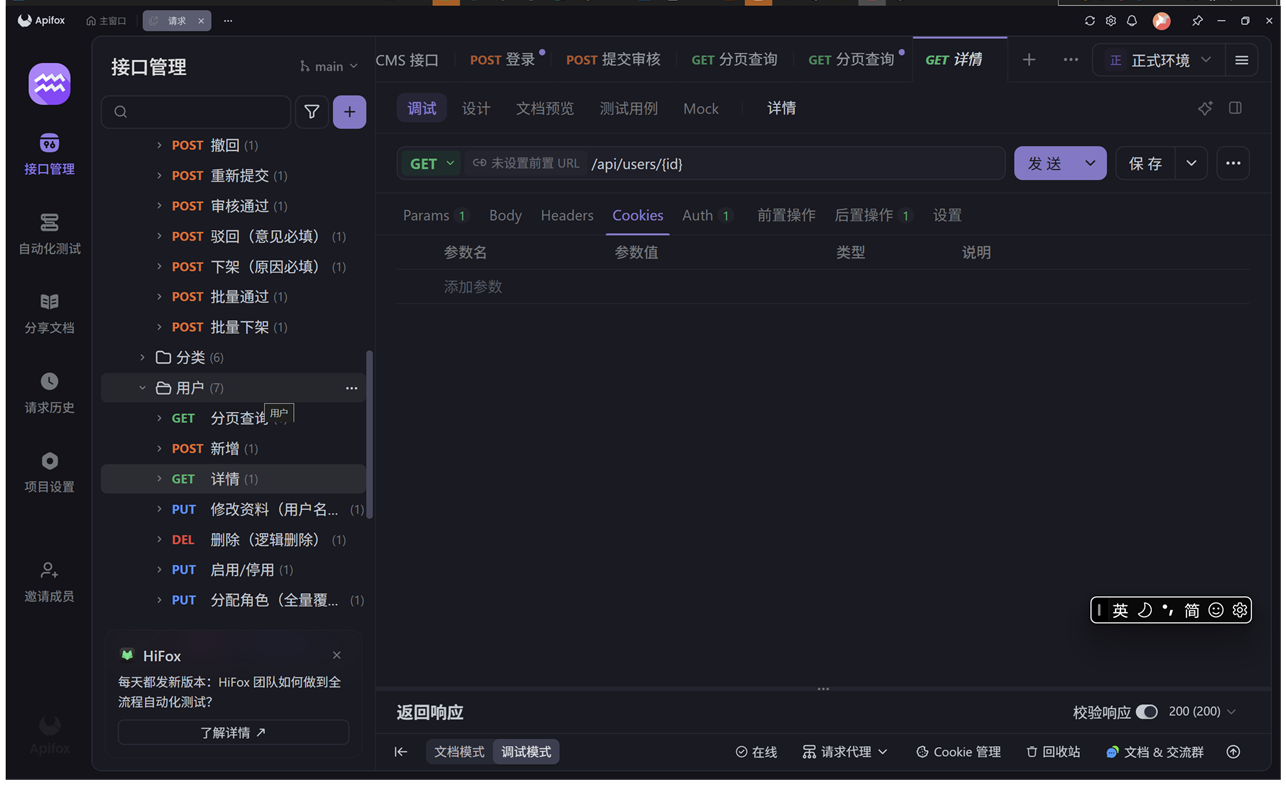 Apifox
主窗口
请求
接口管理
自动化测试
分享文档
请求历史
项目设置
邀请成员
Apifox
接口管理
main
POST 撤回 (1)
POST 重新提交 (1)
POST 审核通过 (1)
POST 驳回（意见必填） (1)
POST 下架（原因必填） (1)
POST 批量通过 (1)
POST 批量下架 (1)
分类 (6)
用户 (7)
GET 分页查询
用户
POST 新增 (1)
GET 详情 (1)
PUT 修改资料（用户名... (1)
DEL 删除（逻辑删除） (1)
PUT 启用/停用 (1)
PUT 分配角色（全量覆... (1)
HiFox
每天都发新版本：HiFox 团队如何做到全
流程自动化测试？
了解详情 ↗
CMS 接口 POST 登录 POST 提交审核 GET 分页查询 GET 分页查询 GET 详情
正 正式环境
调试 设计 文档预览 测试用例 Mock 详情
GET 未设置前置 URL /api/users/{id}
发 送 保 存
Params 1 Body Headers Cookies Auth 1 前置操作 后置操作 1 设置
参数名 参数值 类型 说明
添加参数
英 简
返回响应
校验响应 200 (200)
文档模式 调试模式
在线 请求代理 Cookie 管理 回收站 文档 & 交流群